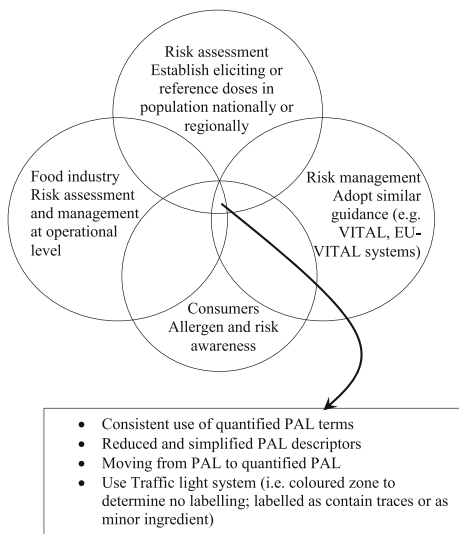 Risk assessment
Establish eliciting or
reference doses in
population nationally or
regionally
Food industry
Risk assessment
and management
at operational
level
Risk management
Adopt similar
guidance (e.g.
VITAL, EU-
VITAL systems)
Consumers
Allergen and risk
awareness
• Consistent use of quantified PAL terms
• Reduced and simplified PAL descriptors
• Moving from PAL to quantified PAL
• Use Traffic light system (i.e. coloured zone to
determine no labelling; labelled as contain traces or as
minor ingredient)